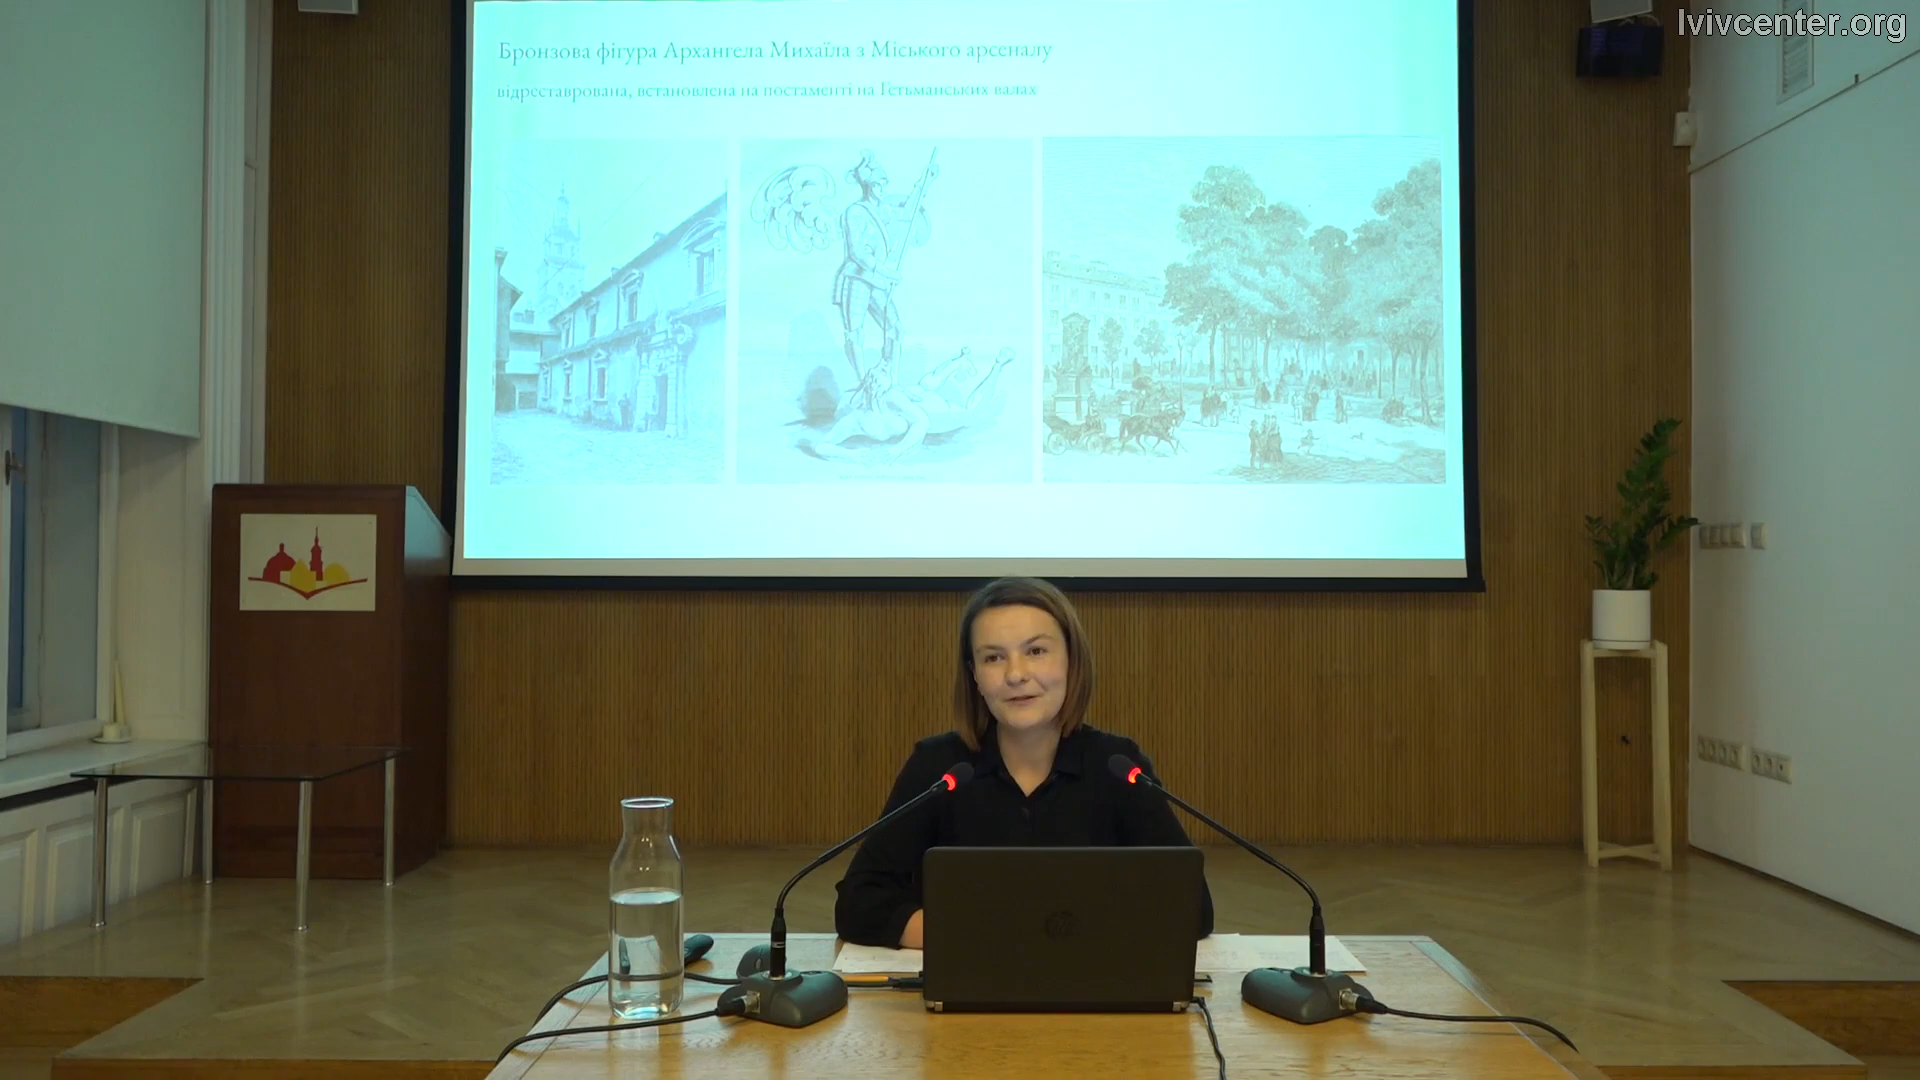 lvivcenter.org
Бронзова фігура Архангела Михаїла з Міського арсеналу
відреставрована, встановлена на постаменті на Гетьманських валах